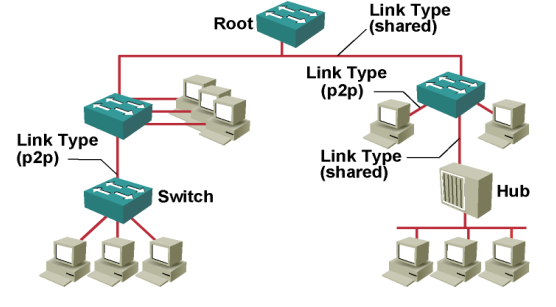 Root
Link Type
(shared)
Link Type
(p2p)
Link Type
(p2p)
Link Type
(shared)
Switch
Hub